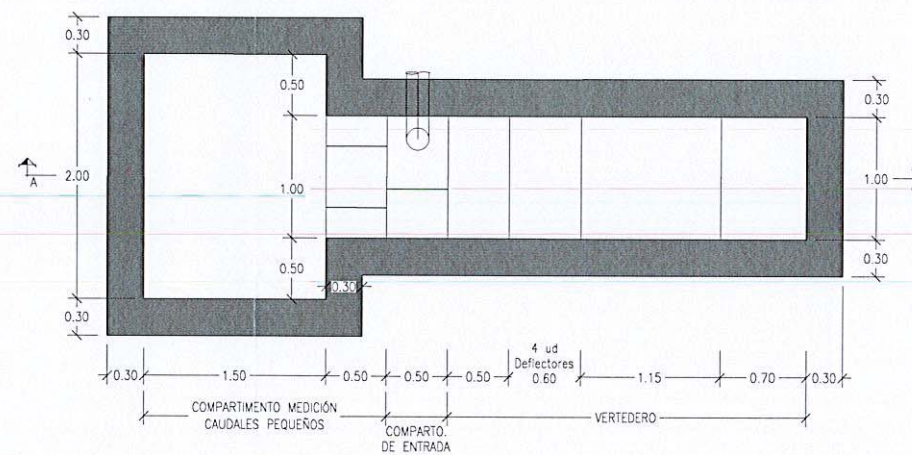 0.30
0.50
0.30
A
2.00
1.00
1.00
0.50
0.30
0.30
0.30
4 ud
Deflectores
0.30
1.50
0.50
0.50
0.50
0.60
1.15
0.70
0.30
COMPARTIMENTO MEDICIÓN
CAUDALES PEQUEÑOS
COMPARTO.
DE ENTRADA
VERTEDERO